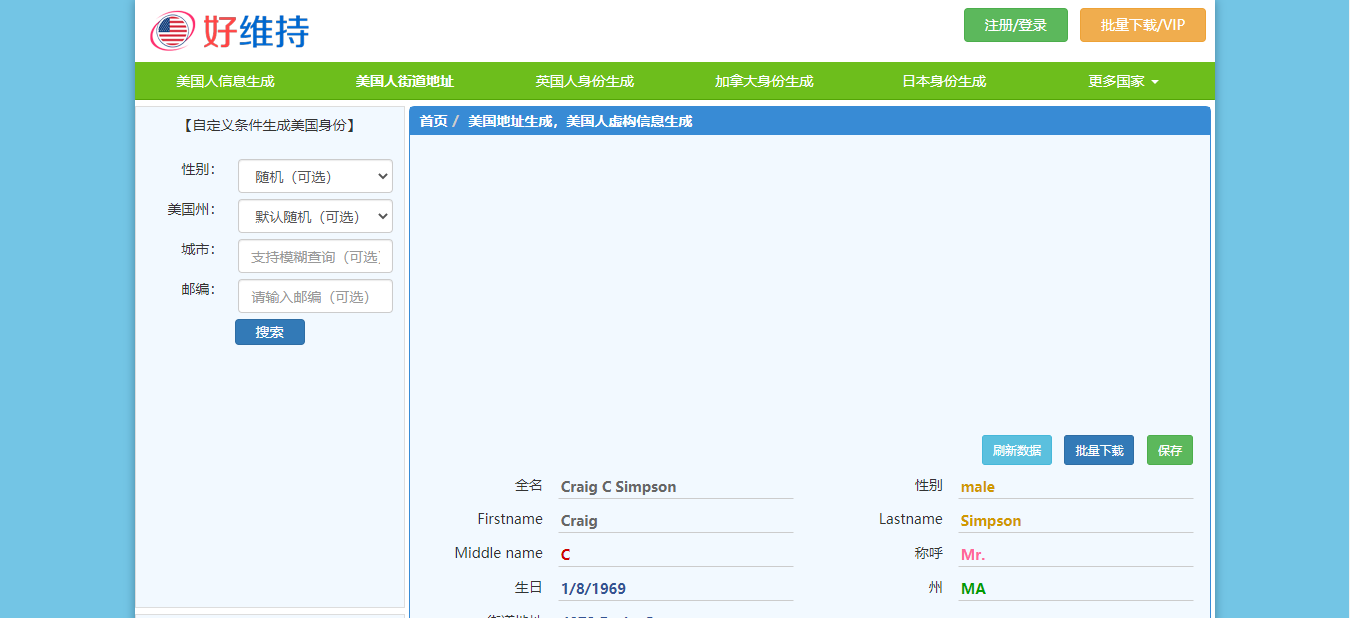 好维持
注册/登录 批量下载/VIP
美国人信息生成 美国人街道地址 英国人身份生成 加拿大身份生成 日本身份生成 更多国家
【自定义条件生成美国身份】
性别： 随机（可选）
美国州： 默认随机（可选）
城市： 支持模糊查询（可选）
邮编： 请输入邮编（可选）
搜索
首页 / 美国地址生成，美国人虚构信息生成
刷新数据 批量下载 保存
全名 Craig C Simpson 性别 male
Firstname Craig Lastname Simpson
Middle name C 称呼 Mr.
生日 1/8/1969 州 MA